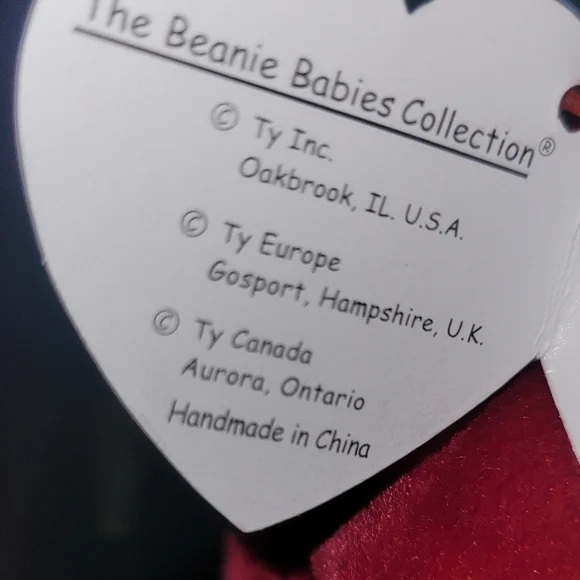 The Beanie Babies Collection®
© Ty Inc.
Oakbrook, IL. U.S.A.
© Ty Europe
Gosport, Hampshire, U.K.
© Ty Canada
Aurora, Ontario
Handmade in China